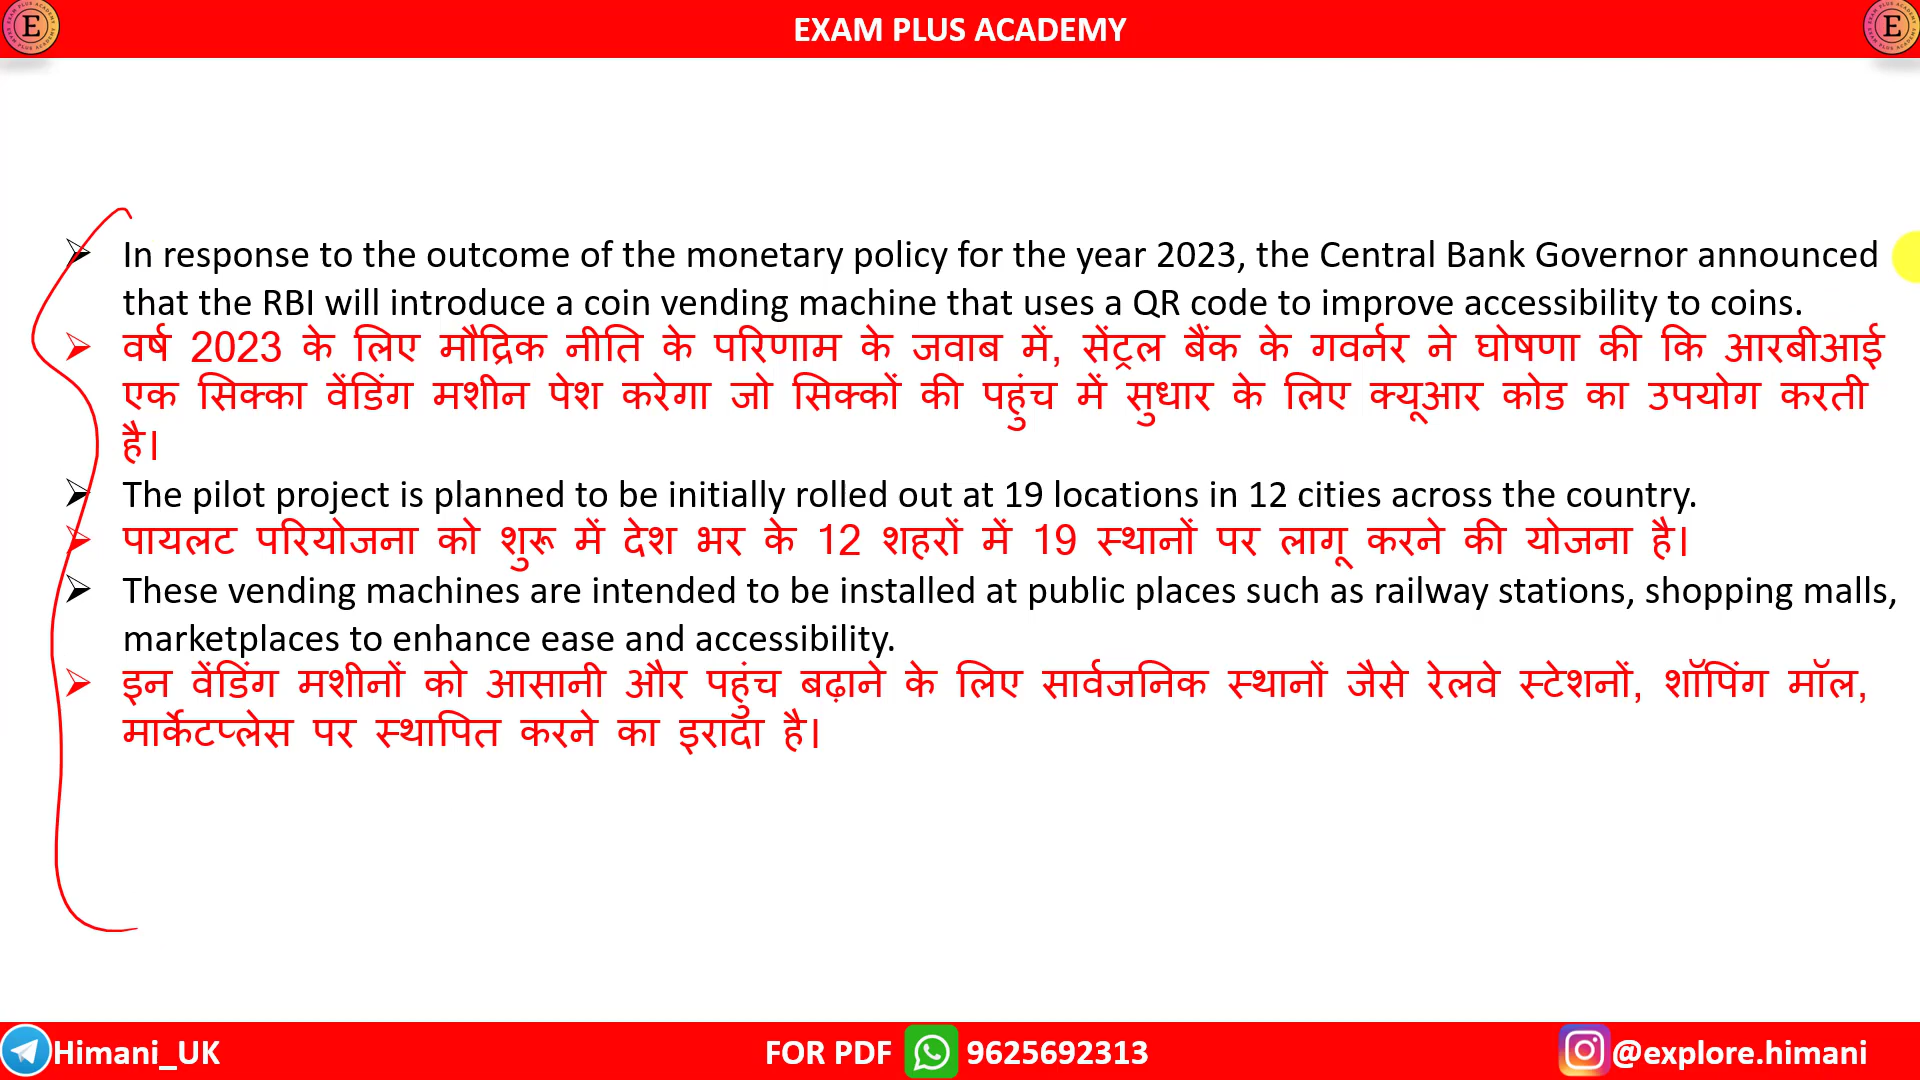 EXAM PLUS ACADEMY
In response to the outcome of the monetary policy for the year 2023, the Central Bank Governor announced
that the RBI will introduce a coin vending machine that uses a QR code to improve accessibility to coins.
वर्ष 2023 के लिए मौद्रिक नीति के परिणाम के जवाब में, सेंट्रल बैंक के गवर्नर ने घोषणा की कि आरबीआई
एक सिक्का वेंडिंग मशीन पेश करेगा जो सिक्कों की पहुंच में सुधार के लिए क्यूआर कोड का उपयोग करती
है।
The pilot project is planned to be initially rolled out at 19 locations in 12 cities across the country.
पायलट परियोजना को शुरू में देश भर के 12 शहरों में 19 स्थानों पर लागू करने की योजना है।
These vending machines are intended to be installed at public places such as railway stations, shopping malls,
marketplaces to enhance ease and accessibility.
इन वेंडिंग मशीनों को आसानी और पहुंच बढ़ाने के लिए सार्वजनिक स्थानों जैसे रेलवे स्टेशनों, शॉपिंग मॉल,
मार्केटप्लेस पर स्थापित करने का इरादा है।
Himani_UK FOR PDF 9625692313 @explore.himani